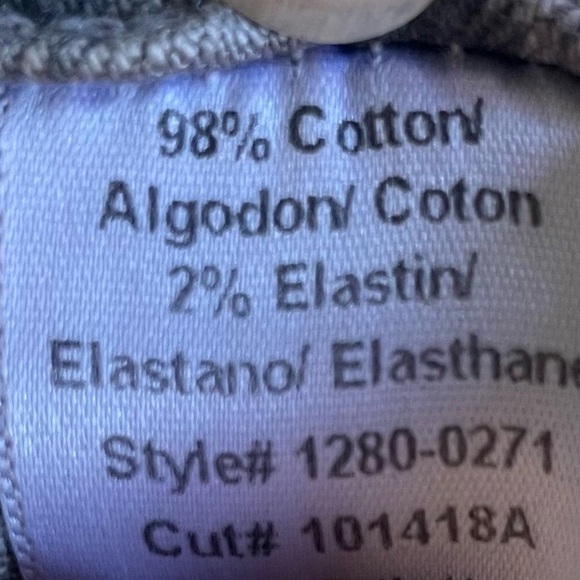 98% Cotton/
Algodon/ Coton
2% Elastin/
Elastano/ Elasthane
Style# 1280-0271
Cut# 101418A